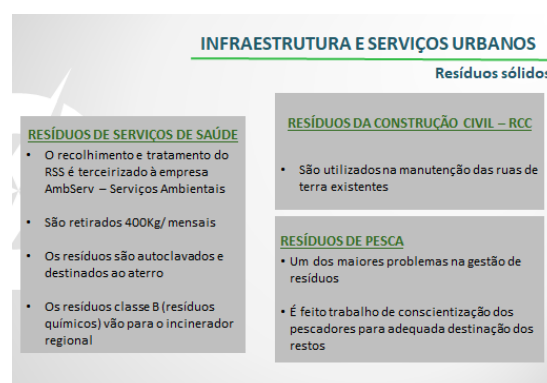 INFRAESTRUTURA E SERVIÇOS URBANOS
Resíduos sólidos
RESÍDUOS DE SERVIÇOS DE SAÚDE
• O recolhimento e tratamento do
RSS é terceirizado à empresa
AmbServ – Serviços Ambientais
• São retirados 400Kg/ mensais
• Os resíduos são autoclavados e
destinados ao aterro
• Os resíduos classe B (resíduos
químicos) vão para o incinerador
regional
RESÍDUOS DA CONSTRUÇÃO CIVIL – RCC
• São utilizados na manutenção das ruas de
terra existentes
RESÍDUOS DE PESCA
• Um dos maiores problemas na gestão de
resíduos
• É feito trabalho de conscientização dos
pescadores para adequada destinação dos
restos